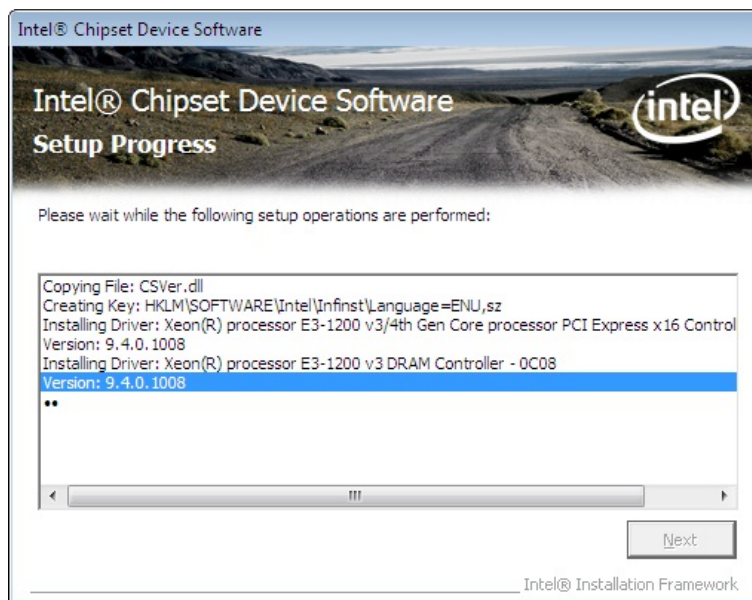 Intel® Chipset Device Software
Intel® Chipset Device Software
intel
Setup Progress
Please wait while the following setup operations are performed:
Copying File: CSVer.dll
Creating Key: HKLM\SOFTWARE\Intel\Infinst\Language=ENU,sz
Installing Driver: Xeon(R) processor E3-1200 v3/4th Gen Core processor PCI Express x16 Control
Version: 9.4.0.1008
Installing Driver: Xeon(R) processor E3-1200 v3 DRAM Controller - 0C08
Version: 9.4.0.1008
••
Next
Intel® Installation Framework